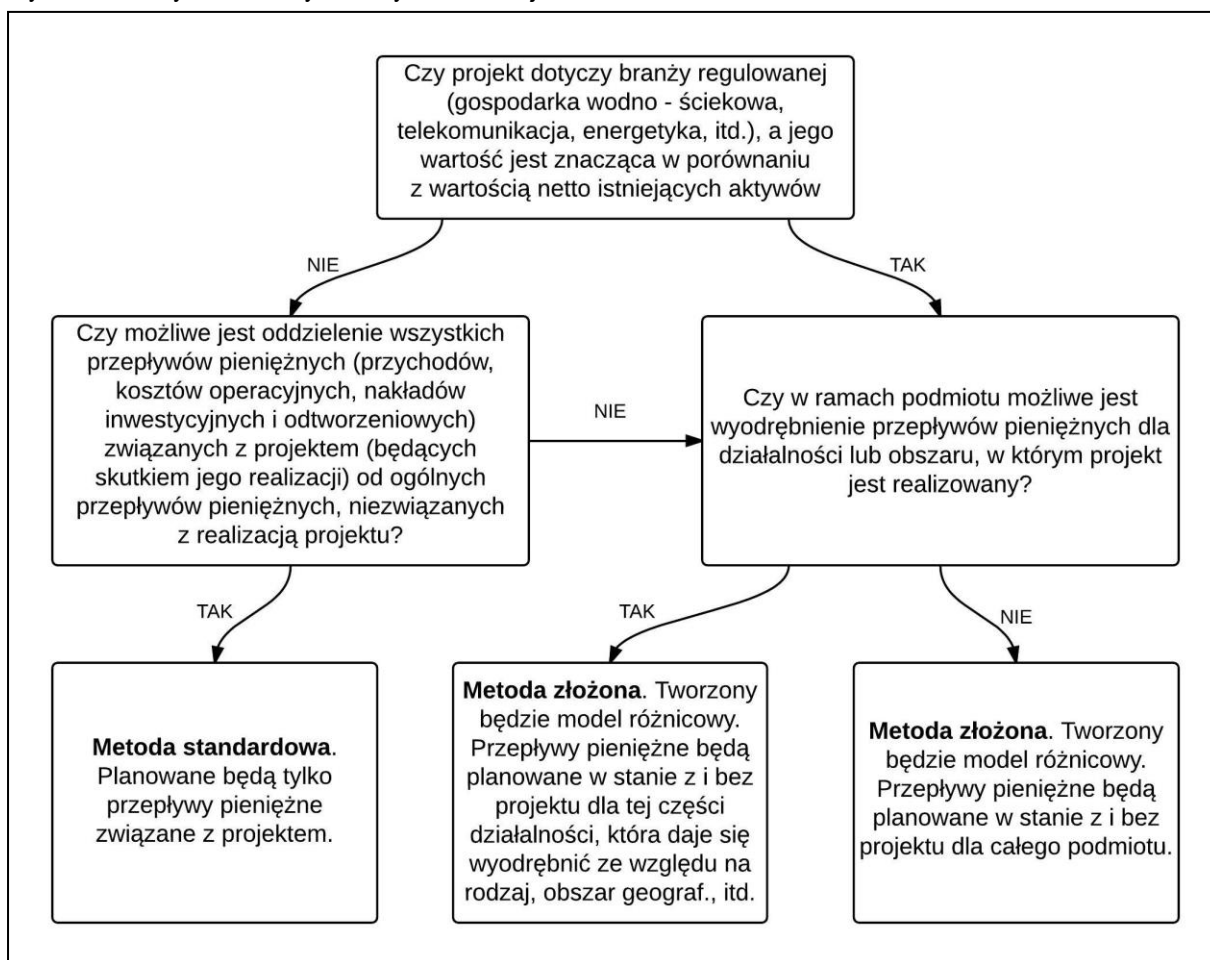 Czy projekt dotyczy branży regulowanej
(gospodarka wodno - ściekowa,
telekomunikacja, energetyka, itd.), a jego
wartość jest znacząca w porównaniu
z wartością netto istniejących aktywów
NIE
TAK
Czy możliwe jest oddzielenie wszystkich
przepływów pieniężnych (przychodów,
kosztów operacyjnych, nakładów
inwestycyjnych i odtworzeniowych)
związanych z projektem (będących
skutkiem jego realizacji) od ogólnych
przepływów pieniężnych, niezwiązanych
z realizacją projektu?
NIE
Czy w ramach podmiotu możliwe jest
wyodrębnienie przepływów pieniężnych dla
działalności lub obszaru, w którym projekt
jest realizowany?
TAK
TAK
NIE
Metoda standardowa.
Planowane będą tylko
przepływy pieniężne
związane z projektem.
Metoda złożona. Tworzony
będzie model różnicowy.
Przepływy pieniężne będą
planowane w stanie z i bez
projektu dla tej części
działalności, która daje się
wyodrębnić ze względu na
rodzaj, obszar geograf., itd.
Metoda złożona. Tworzony
będzie model różnicowy.
Przepływy pieniężne będą
planowane w stanie z i bez
projektu dla całego podmiotu.